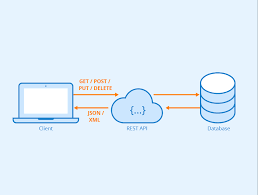 GET / POST /
PUT / DELETE
{...}
JSON /
XML
Client
REST API
Database